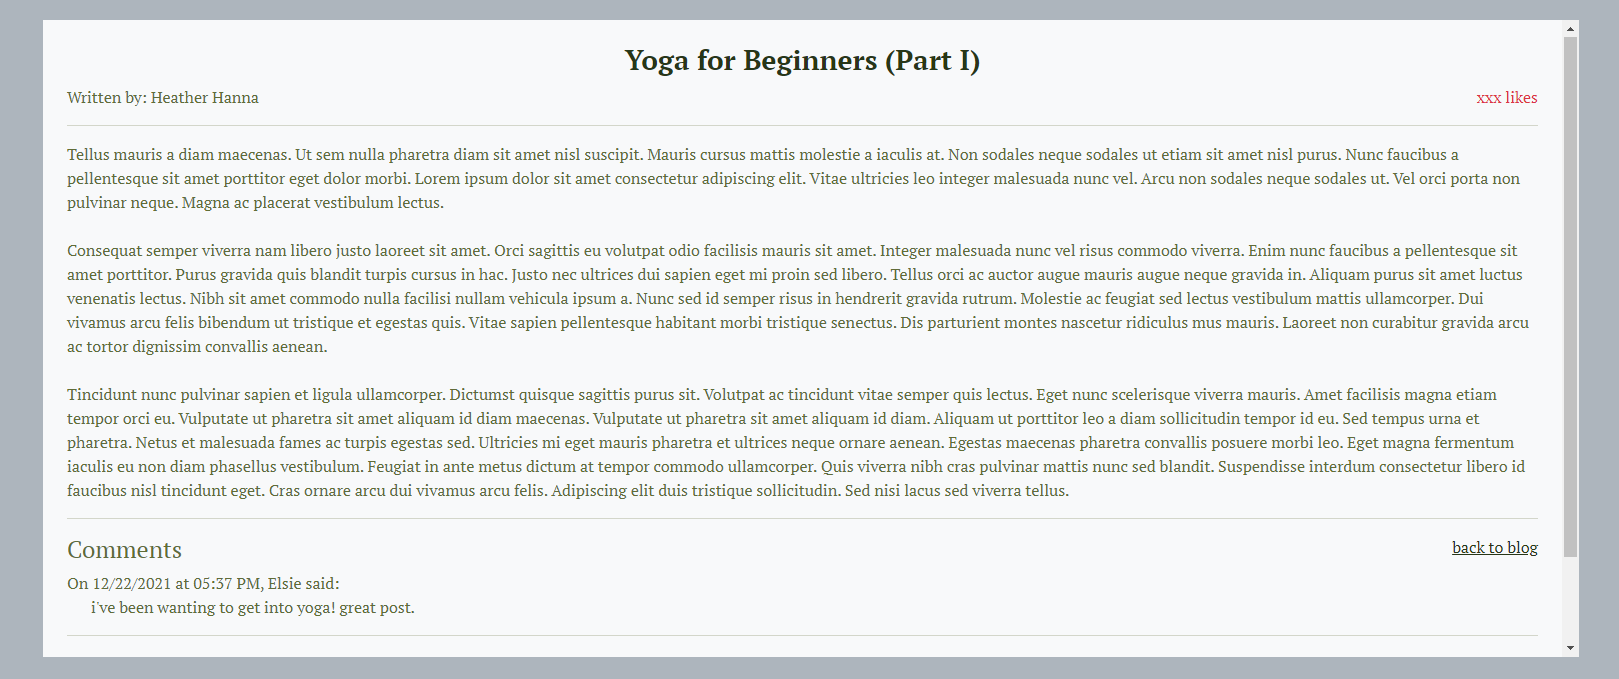 Yoga for Beginners (Part I)
Written by: Heather Hanna
xxx likes
Tellus mauris a diam maecenas. Ut sem nulla pharetra diam sit amet nisl suscipit. Mauris cursus mattis molestie a iaculis at. Non sodales neque sodales ut etiam sit amet nisl purus. Nunc faucibus a
pellentesque sit amet porttitor eget dolor morbi. Lorem ipsum dolor sit amet consectetur adipiscing elit. Vitae ultricies leo integer malesuada nunc vel. Arcu non sodales neque sodales ut. Vel orci porta non
pulvinar neque. Magna ac placerat vestibulum lectus.
Consequat semper viverra nam libero justo laoreet sit amet. Orci sagittis eu volutpat odio facilisis mauris sit amet. Integer malesuada nunc vel risus commodo viverra. Enim nunc faucibus a pellentesque sit
amet porttitor. Purus gravida quis blandit turpis cursus in hac. Justo nec ultrices dui sapien eget mi proin sed libero. Tellus orci ac auctor augue mauris augue neque gravida in. Aliquam purus sit amet luctus
venenatis lectus. Nibh sit amet commodo nulla facilisi nullam vehicula ipsum a. Nunc sed id semper risus in hendrerit gravida rutrum. Molestie ac feugiat sed lectus vestibulum mattis ullamcorper. Dui
vivamus arcu felis bibendum ut tristique et egestas quis. Vitae sapien pellentesque habitant morbi tristique senectus. Dis parturient montes nascetur ridiculus mus mauris. Laoreet non curabitur gravida arcu
ac tortor dignissim convallis aenean.
Tincidunt nunc pulvinar sapien et ligula ullamcorper. Dictumst quisque sagittis purus sit. Volutpat ac tincidunt vitae semper quis lectus. Eget nunc scelerisque viverra mauris. Amet facilisis magna etiam
tempor orci eu. Vulputate ut pharetra sit amet aliquam id diam maecenas. Vulputate ut pharetra sit amet aliquam id diam. Aliquam ut porttitor leo a diam sollicitudin tempor id eu. Sed tempus urna et
pharetra. Netus et malesuada fames ac turpis egestas sed. Ultricies mi eget mauris pharetra et ultrices neque ornare aenean. Egestas maecenas pharetra convallis posuere morbi leo. Eget magna fermentum
iaculis eu non diam phasellus vestibulum. Feugiat in ante metus dictum at tempor commodo ullamcorper. Quis viverra nibh cras pulvinar mattis nunc sed blandit. Suspendisse interdum consectetur libero id
faucibus nisl tincidunt eget. Cras ornare arcu dui vivamus arcu felis. Adipiscing elit duis tristique sollicitudin. Sed nisi lacus sed viverra tellus.
Comments
back to blog
On 12/22/2021 at 05:37 PM, Elsie said:
i've been wanting to get into yoga! great post.